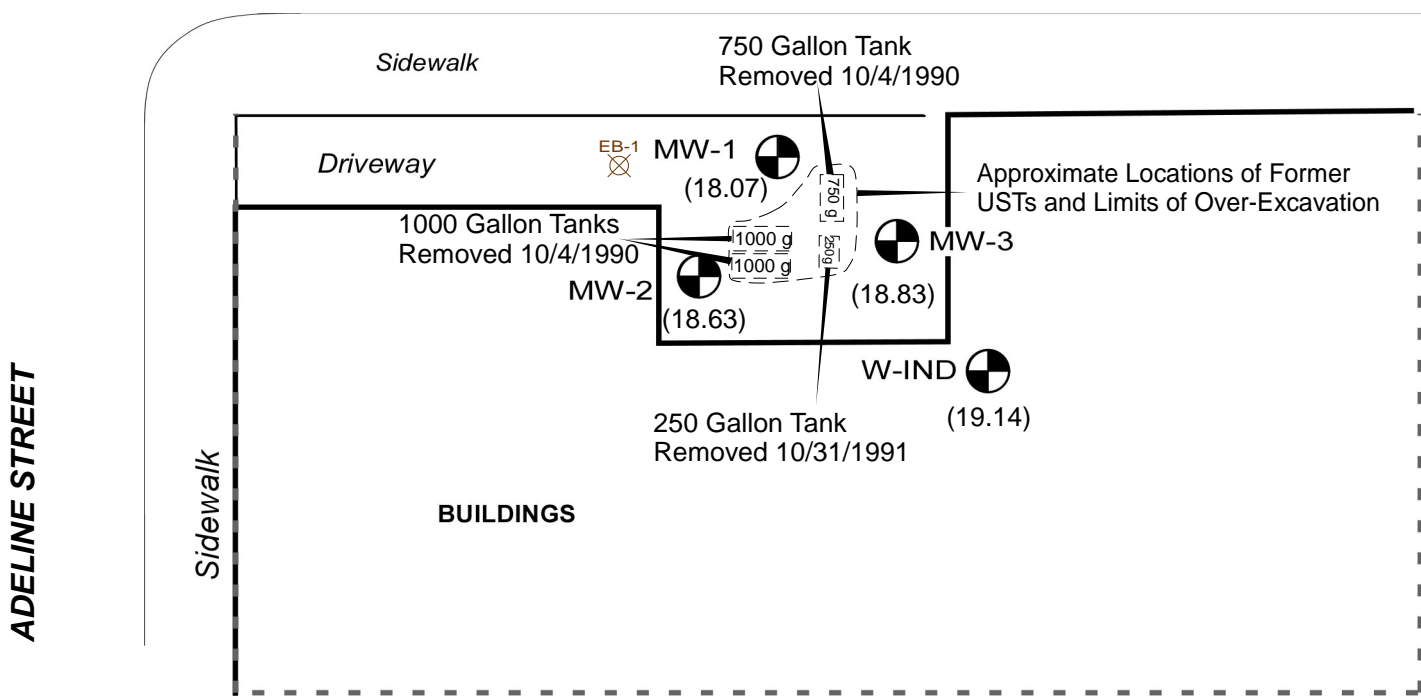 Sidewalk
750 Gallon Tank
Removed 10/4/1990
EB-1
MW-1
(18.07)
Driveway
750 g
Approximate Locations of Former
USTs and Limits of Over-Excavation
1000 Gallon Tanks
Removed 10/4/1990
1000 g
1000 g
250g
MW-3
(18.83)
MW-2
(18.63)
W-IND
(19.14)
250 Gallon Tank
Removed 10/31/1991
BUILDINGS
Sidewalk
ADELINE STREET